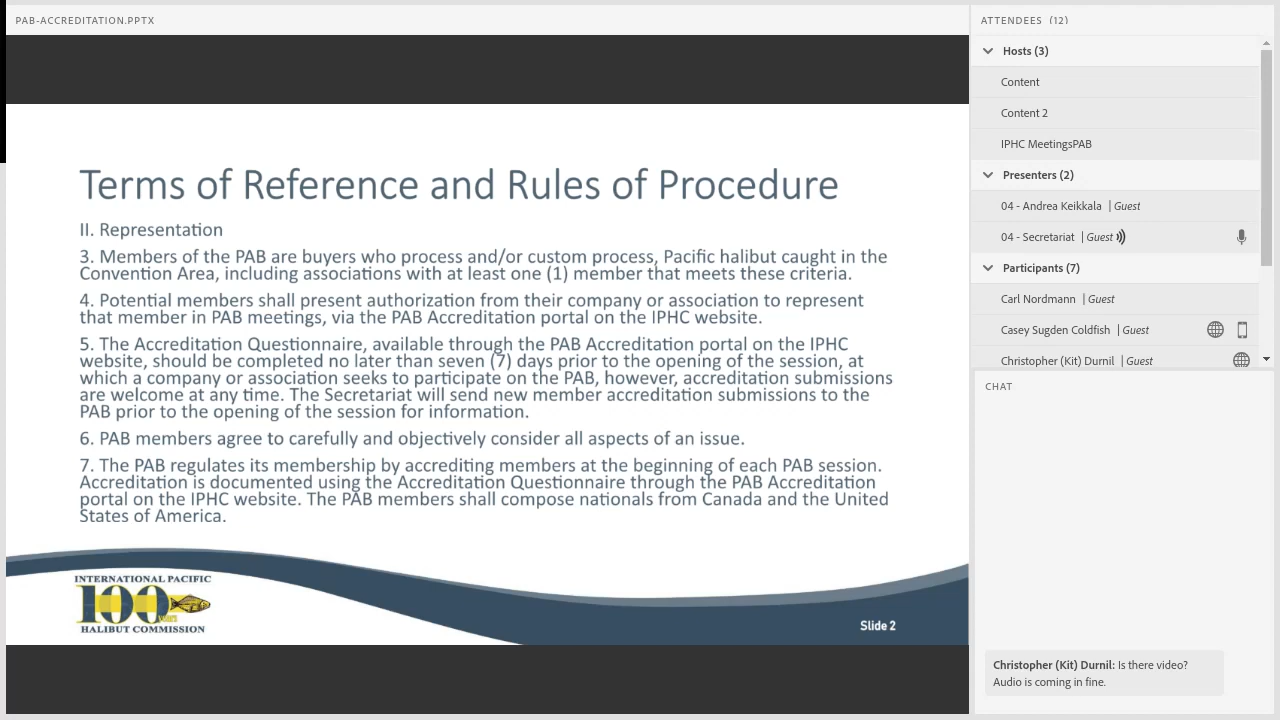 PAB-ACCREDITATION.PPTX
Terms of Reference and Rules of Procedure
II. Representation
3. Members of the PAB are buyers who process and/or custom process, Pacific halibut caught in the
Convention Area, including associations with at least one (1) member that meets these criteria.
4. Potential members shall present authorization from their company or association to represent
that member in PAB meetings, via the PAB Accreditation portal on the IPHC website.
5. The Accreditation Questionnaire, available through the PAB Accreditation portal on the IPHC
website, should be completed no later than seven (7) days prior to the opening of the session, at
which a company or association seeks to participate on the PAB, however, accreditation submissions
are welcome at any time. The Secretariat will send new member accreditation submissions to the
PAB prior to the opening of the session for information.
6. PAB members agree to carefully and objectively consider all aspects of an issue.
7. The PAB regulates its membership by accrediting members at the beginning of each PAB session.
Accreditation is documented using the Accreditation Questionnaire through the PAB Accreditation
portal on the IPHC website. The PAB members shall compose nationals from Canada and the United
States of America.
INTERNATIONAL PACIFIC
100
YEARS
HALIBUT COMMISSION
Slide 2
ATTENDEES (12)
Hosts (3)
Content
Content 2
IPHC MeetingsPAB
Presenters (2)
04 - Andrea Keikkala | Guest
04 - Secretariat | Guest
Participants (7)
Carl Nordmann | Guest
Casey Sugden Coldfish | Guest
Christopher (Kit) Durnil | Guest
CHAT
Christopher (Kit) Durnil: Is there video?
Audio is coming in fine.